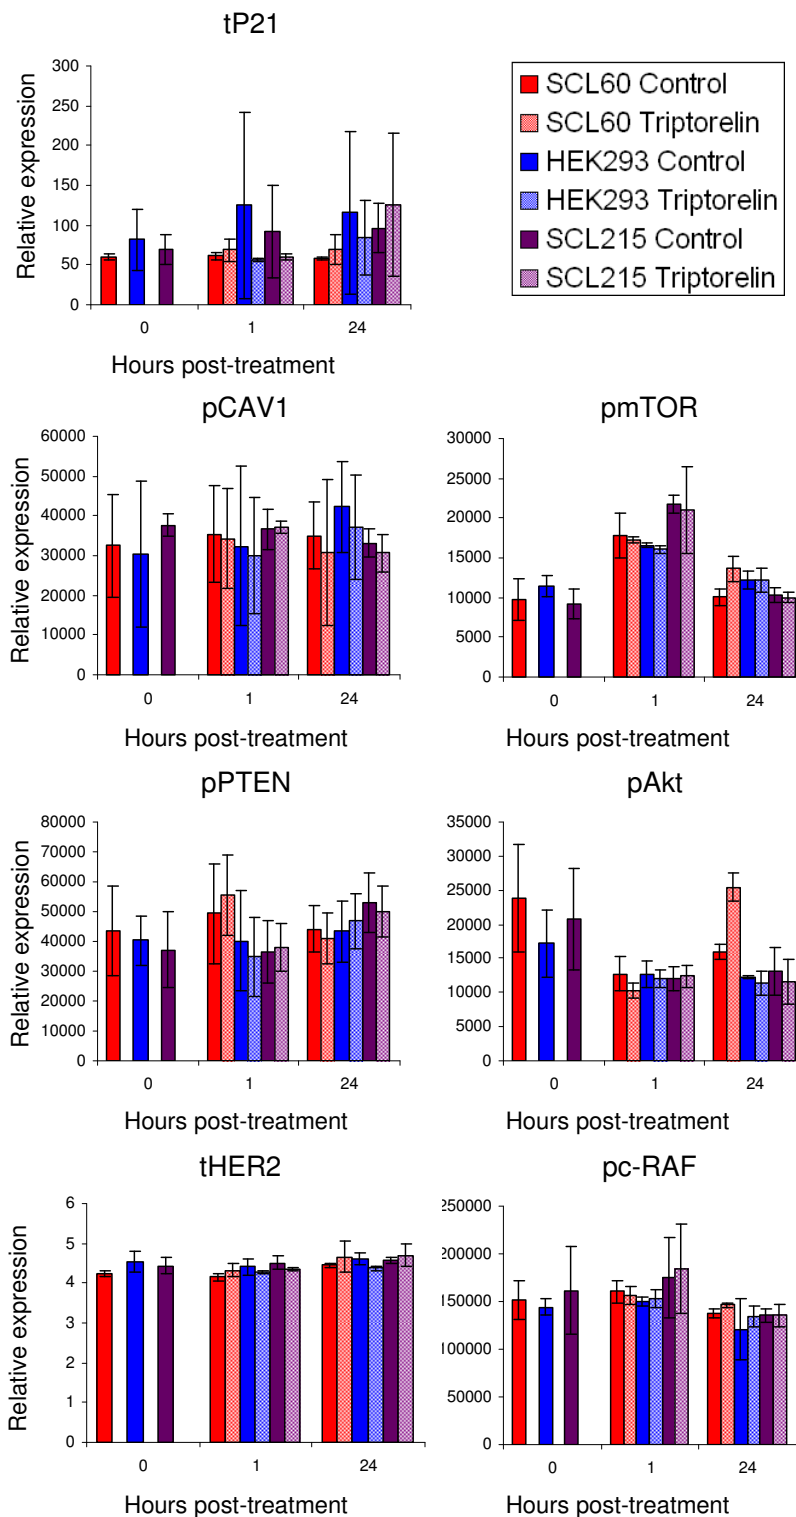 tP21
Relative expression
300
250
200
150
100
50
0
0 1 24
Hours post-treatment
SCL60 Control
SCL60 Triptorelin
HEK293 Control
HEK293 Triptorelin
SCL215 Control
SCL215 Triptorelin
pCAV1
Relative expression
60000
50000
40000
30000
20000
10000
0
0 1 24
Hours post-treatment
pmTOR
30000
25000
20000
15000
10000
5000
0
0 1 24
Hours post-treatment
pPTEN
Relative expression
80000
70000
60000
50000
40000
30000
20000
10000
0
0 1 24
Hours post-treatment
pAkt
35000
30000
25000
20000
15000
10000
5000
0
0 1 24
Hours post-treatment
tHER2
Relative expression
6
5
4
3
2
1
0
0 1 24
Hours post-treatment
pc-RAF
250000
200000
150000
100000
50000
0
0 1 24
Hours post-treatment